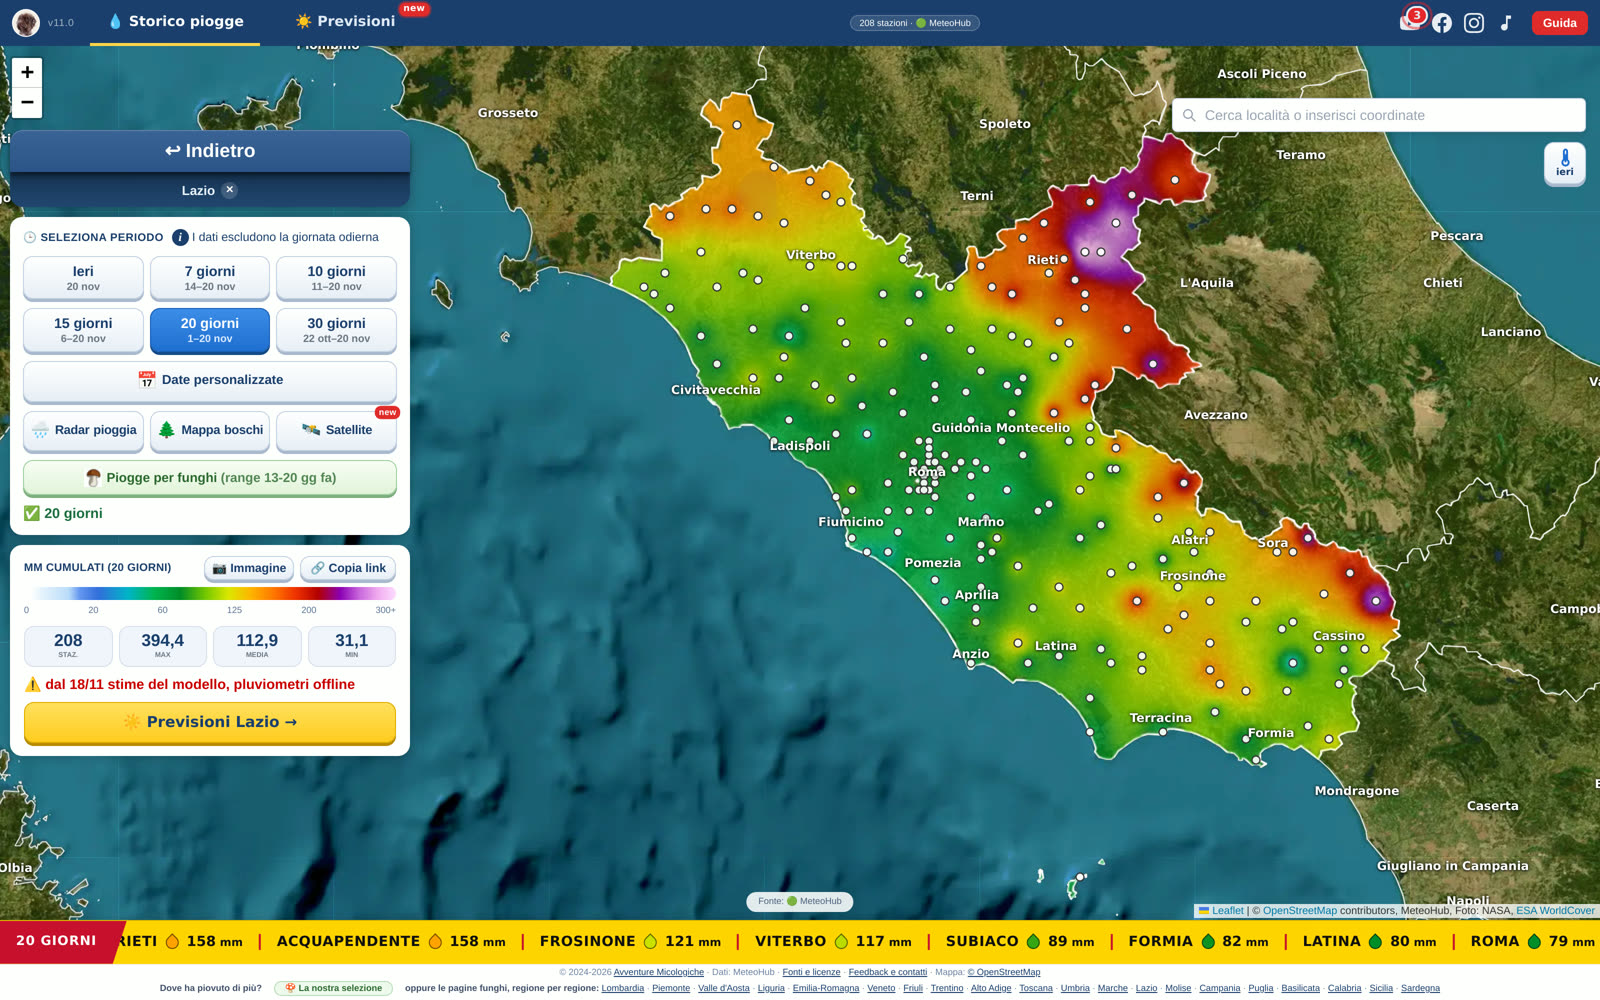 v11.0
💧 Storico piogge
☀️ Previsioni
new
208 stazioni · 🟢 MeteoHub
3
Guida
+
−
↩ Indietro
Lazio ✕
Cerca località o inserisci coordinate
ieri
SELEZIONA PERIODO i I dati escludono la giornata odierna
Ieri
20 nov
7 giorni
14–20 nov
10 giorni
11–20 nov
15 giorni
6–20 nov
20 giorni
1–20 nov
30 giorni
22 ott–20 nov
📅 Date personalizzate
Radar pioggia
Mappa boschi
Satellite
new
Piogge per funghi (range 13-20 gg fa)
✅ 20 giorni
MM CUMULATI (20 GIORNI)
📷 Immagine
🔗 Copia link
0 20 60 125 200 300+
208
STAZ.
394,4
MAX
112,9
MEDIA
31,1
MIN
⚠️ dal 18/11 stime del modello, pluviometri offline
☀️ Previsioni Lazio →
Grosseto
Spoleto
Ascoli Piceno
Teramo
Terni
Pescara
Viterbo
Rieti
L'Aquila
Chieti
Lanciano
Civitavecchia
Avezzano
Guidonia Montecelio
Ladispoli
Roma
Fiumicino
Marino
Alatri
Sora
Pomezia
Frosinone
Aprilia
Campob
Cassino
Latina
Anzio
Terracina
Formia
Mondragone
Caserta
Olbia
Giugliano in Campania
Napoli
Fonte: 🟢 MeteoHub
Leaflet | © OpenStreetMap contributors, MeteoHub, Foto: NASA, ESA WorldCover
20 GIORNI
RIETI 158 mm | ACQUAPENDENTE 158 mm | FROSINONE 121 mm | VITERBO 117 mm | SUBIACO 89 mm | FORMIA 82 mm | LATINA 80 mm | ROMA 79 mm
© 2024-2026 Avventure Micologiche · Dati: MeteoHub · Fonti e licenze · Feedback e contatti · Mappa: © OpenStreetMap
Dove ha piovuto di più? La nostra selezione oppure le pagine funghi, regione per regione: Lombardia · Piemonte · Valle d'Aosta · Liguria · Emilia-Romagna · Veneto · Friuli · Trentino · Alto Adige · Toscana · Umbria · Marche · Lazio · Molise · Campania · Puglia · Basilicata · Calabria · Sicilia · Sardegna